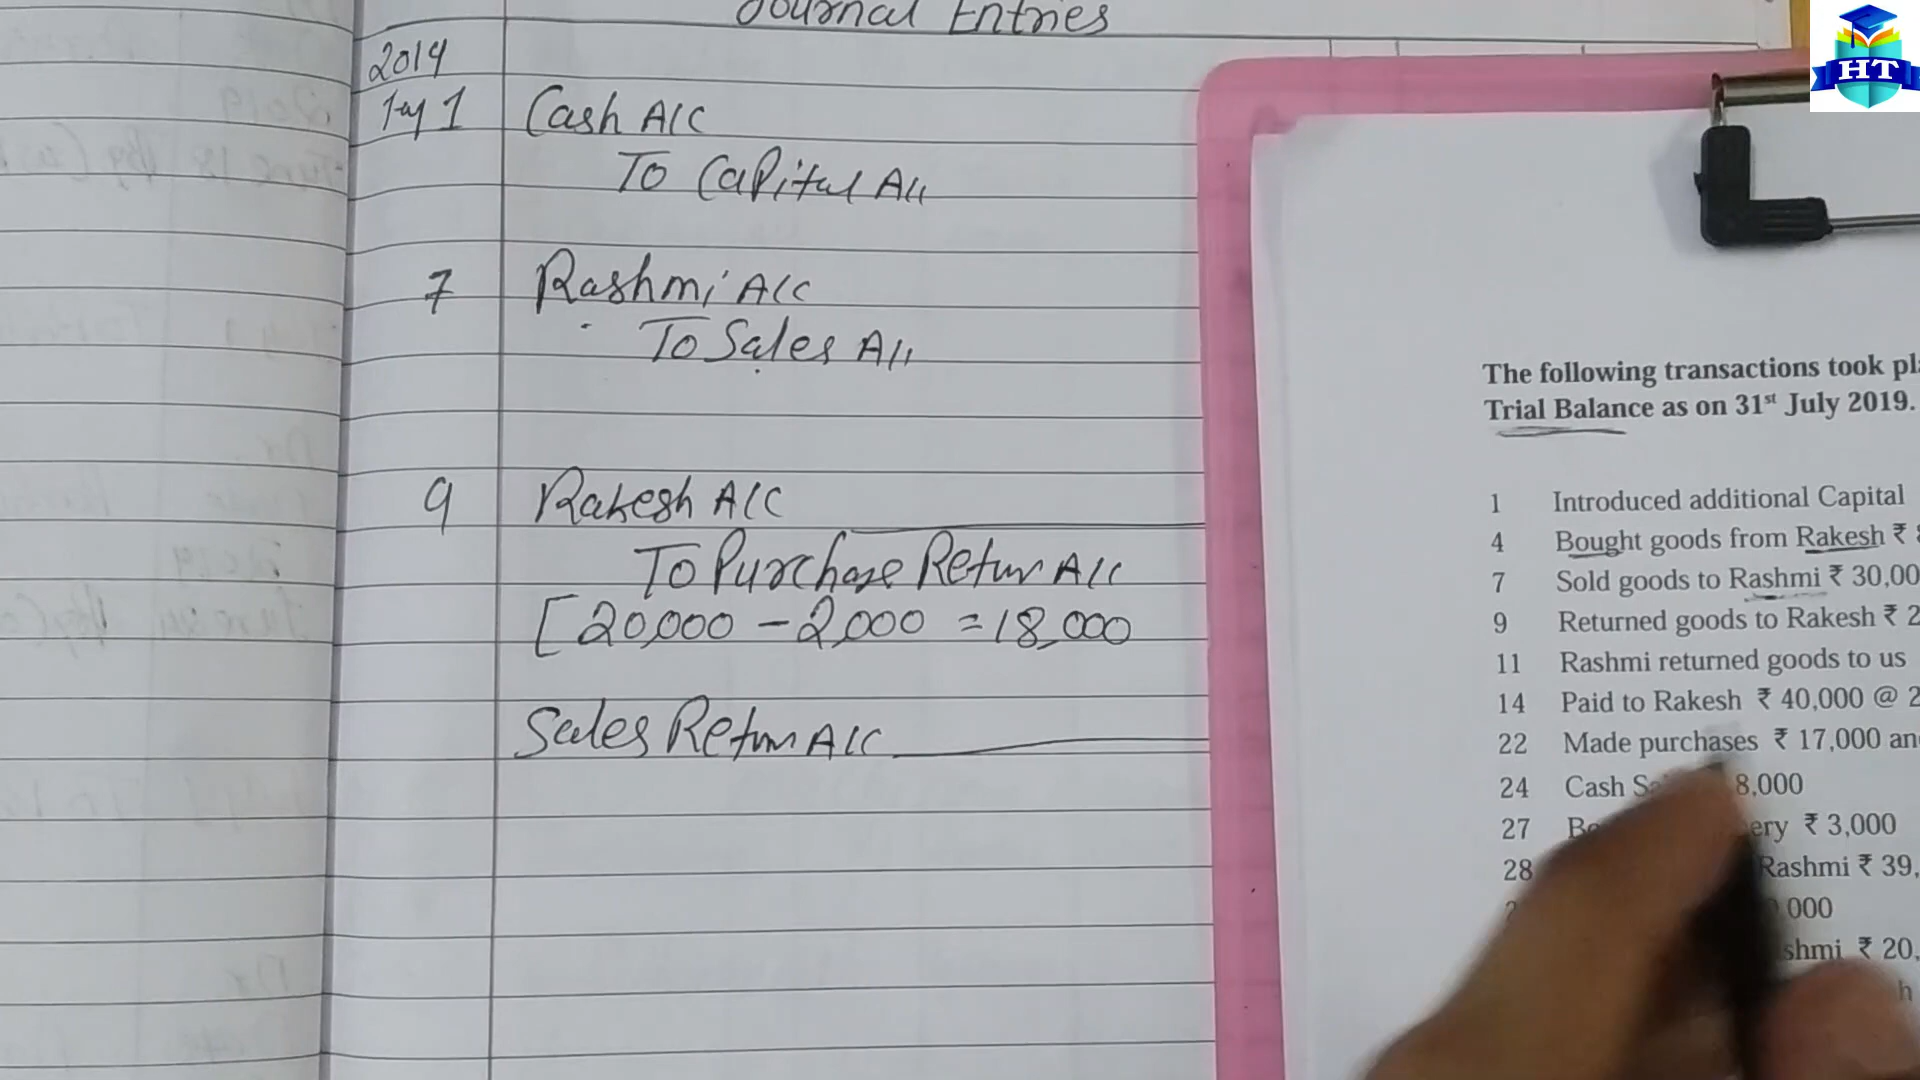 Journal Entries
2019
July 1 Cash A/C
To Capital A/c
7 Rashmi A/C
To Sales A/c
9 Rakesh A/C
To Purchase Return A/C
[20,000 - 2,000 = 18,000
Sales Return A/C
HT
The following transactions took pl
Trial Balance as on 31st July 2019.
1 Introduced additional Capital
4 Bought goods from Rakesh ₹
7 Sold goods to Rashmi ₹ 30,00
9 Returned goods to Rakesh ₹ 2
11 Rashmi returned goods to us
14 Paid to Rakesh ₹ 40,000 @ 2
22 Made purchases ₹ 17,000 an
24 Cash 8,000
27 ery ₹ 3,000
28 Rashmi ₹ 39,
000
shmi ₹ 20,
h